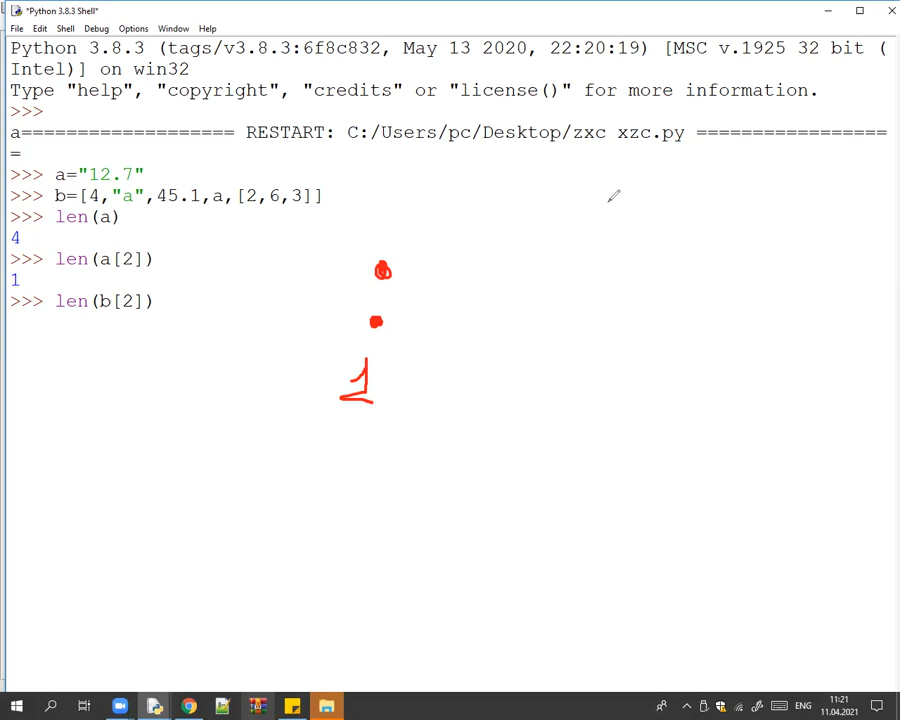 *Python 3.8.3 Shell*
File Edit Shell Debug Options Window Help
Python 3.8.3 (tags/v3.8.3:6f8c832, May 13 2020, 22:20:19) [MSC v.1925 32 bit (
Intel)] on win32
Type "help", "copyright", "credits" or "license()" for more information.
>>>
a=================== RESTART: C:/Users/pc/Desktop/zxc xzc.py =================
=
>>> a="12.7"
>>> b=[4,"a",45.1,a,[2,6,3]]
>>> len(a)
4
>>> len(a[2])
1
>>> len(b[2])
1
ENG
11:21
11.04.2021